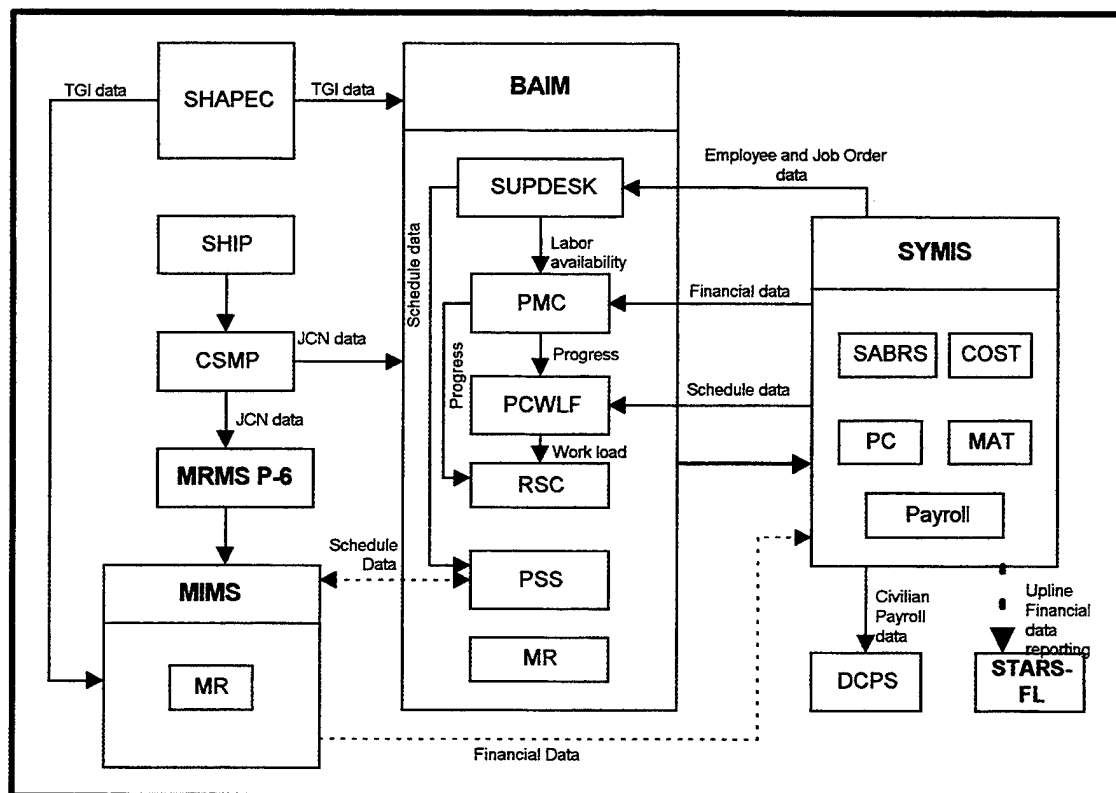 TGI data
SHAPEC
TGI data
BAIM
SHIP
CSMP
JCN data
JCN data
MRMS P-6
MIMS
MR
Schedule
Data
Schedule data
SUPDESK
Labor
availability
PMC
Progress
Progress
PCWLF
Work load
RSC
PSS
MR
Employee and Job Order
data
Financial data
Schedule data
SYMIS
SABRS
COST
PC
MAT
Payroll
Civilian
Payroll
data
Upline
Financial
data
reporting
DCPS
STARS-
FL
Financial Data